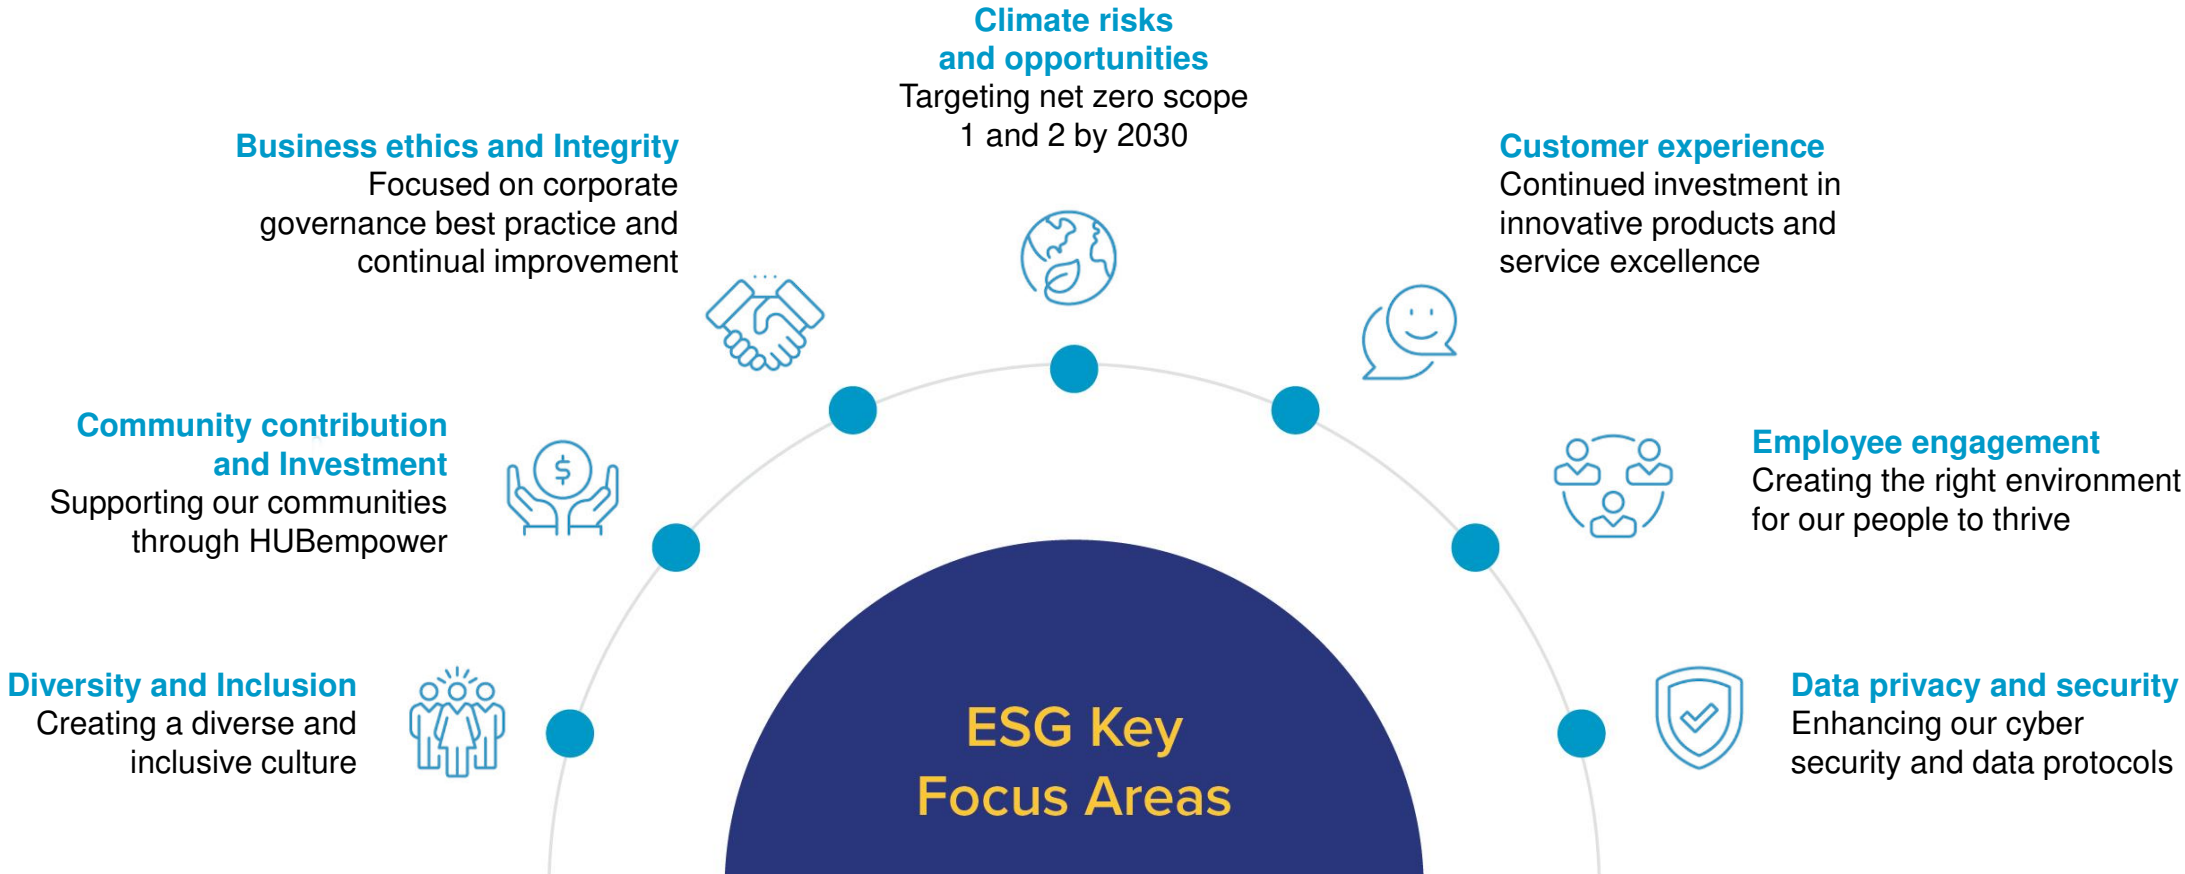 Climate risks
and opportunities
Targeting net zero scope
1 and 2 by 2030
Business ethics and Integrity
Focused on corporate
governance best practice and
continual improvement
Customer experience
Continued investment in
innovative products and
service excellence
Community contribution
and Investment
Supporting our communities
through HUBempower
Employee engagement
Creating the right environment
for our people to thrive
Diversity and Inclusion
Creating a diverse and
inclusive culture
Data privacy and security
Enhancing our cyber
security and data protocols
ESG Key
Focus Areas
$